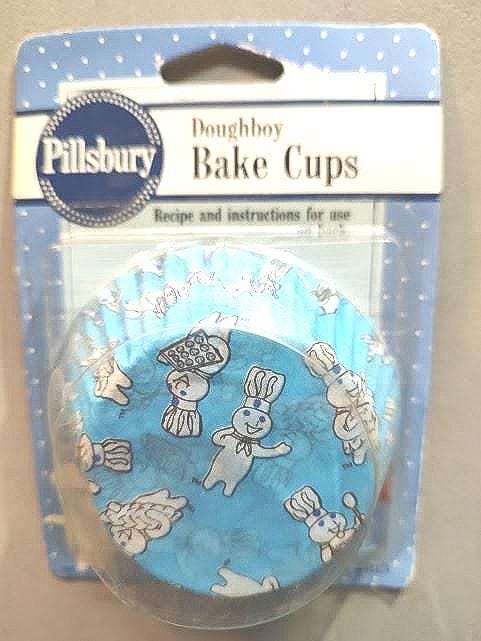 Pillsbury
Doughboy
Bake Cups
Recipe and instructions for use
on back